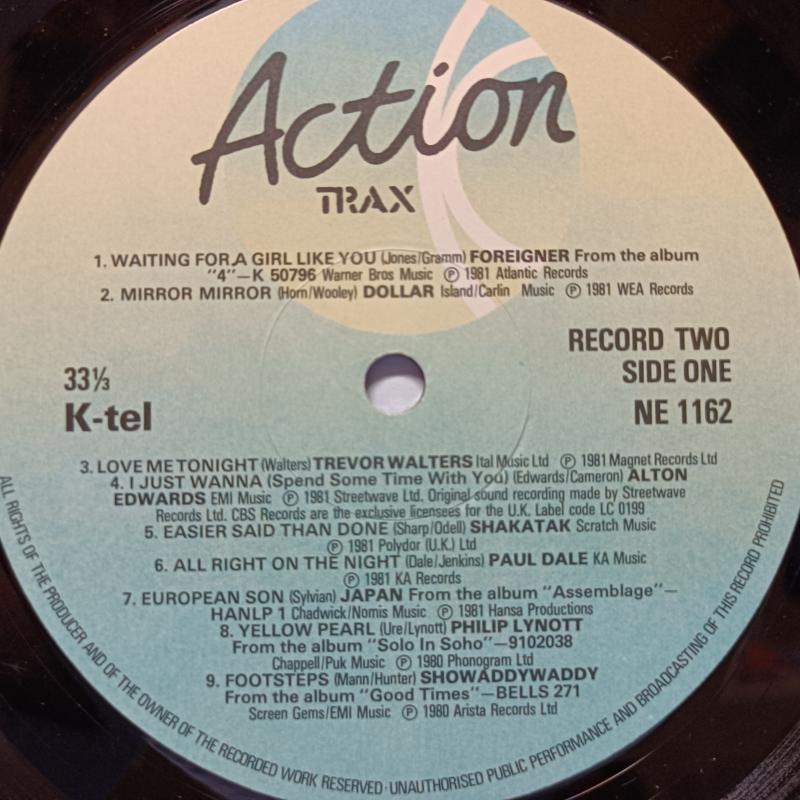 Action
TRAX
1. WAITING FOR A GIRL LIKE YOU (Jones/Gramm) FOREIGNER From the album
"4"—K 50796 Warner Bros Music Ⓟ 1981 Atlantic Records
2. MIRROR MIRROR (Horn/Wooley) DOLLAR Island/Carlin Music Ⓟ 1981 WEA Records
RECORD TWO
SIDE ONE
NE 1162
33⅓
K-tel
3. LOVE ME TONIGHT (Walters) TREVOR WALTERS Ital Music Ltd Ⓟ 1981 Magnet Records Ltd
4. I JUST WANNA (Spend Some Time With You) (Edwards/Cameron) ALTON
EDWARDS EMI Music Ⓟ 1981 Streetwave Ltd. Original sound recording made by Streetwave
Records Ltd. CBS Records are the exclusive licensees for the U.K. Label code LC 0199
5. EASIER SAID THAN DONE (Sharp/Odell) SHAKATAK Scratch Music
Ⓟ 1981 Polydor (U.K.) Ltd
6. ALL RIGHT ON THE NIGHT (Dale/Jenkins) PAUL DALE KA Music
Ⓟ 1981 KA Records
7. EUROPEAN SON (Sylvian) JAPAN From the album "Assemblage"—
HANLP 1 Chadwick/Nomis Music Ⓟ 1981 Hansa Productions
8. YELLOW PEARL (Ure/Lynott) PHILIP LYNOTT
From the album "Solo In Soho"—9102038
Chappell/Puk Music Ⓟ 1980 Phonogram Ltd
9. FOOTSTEPS (Mann/Hunter) SHOWADDYWADDY
From the album "Good Times"—BELLS 271
Screen Gems/EMI Music Ⓟ 1980 Arista Records Ltd
ALL RIGHTS OF THE PRODUCER AND OF THE OWNER OF THE RECORDED WORK RESERVED · UNAUTHORISED PUBLIC PERFORMANCE AND BROADCASTING OF THIS RECORD PROHIBITED